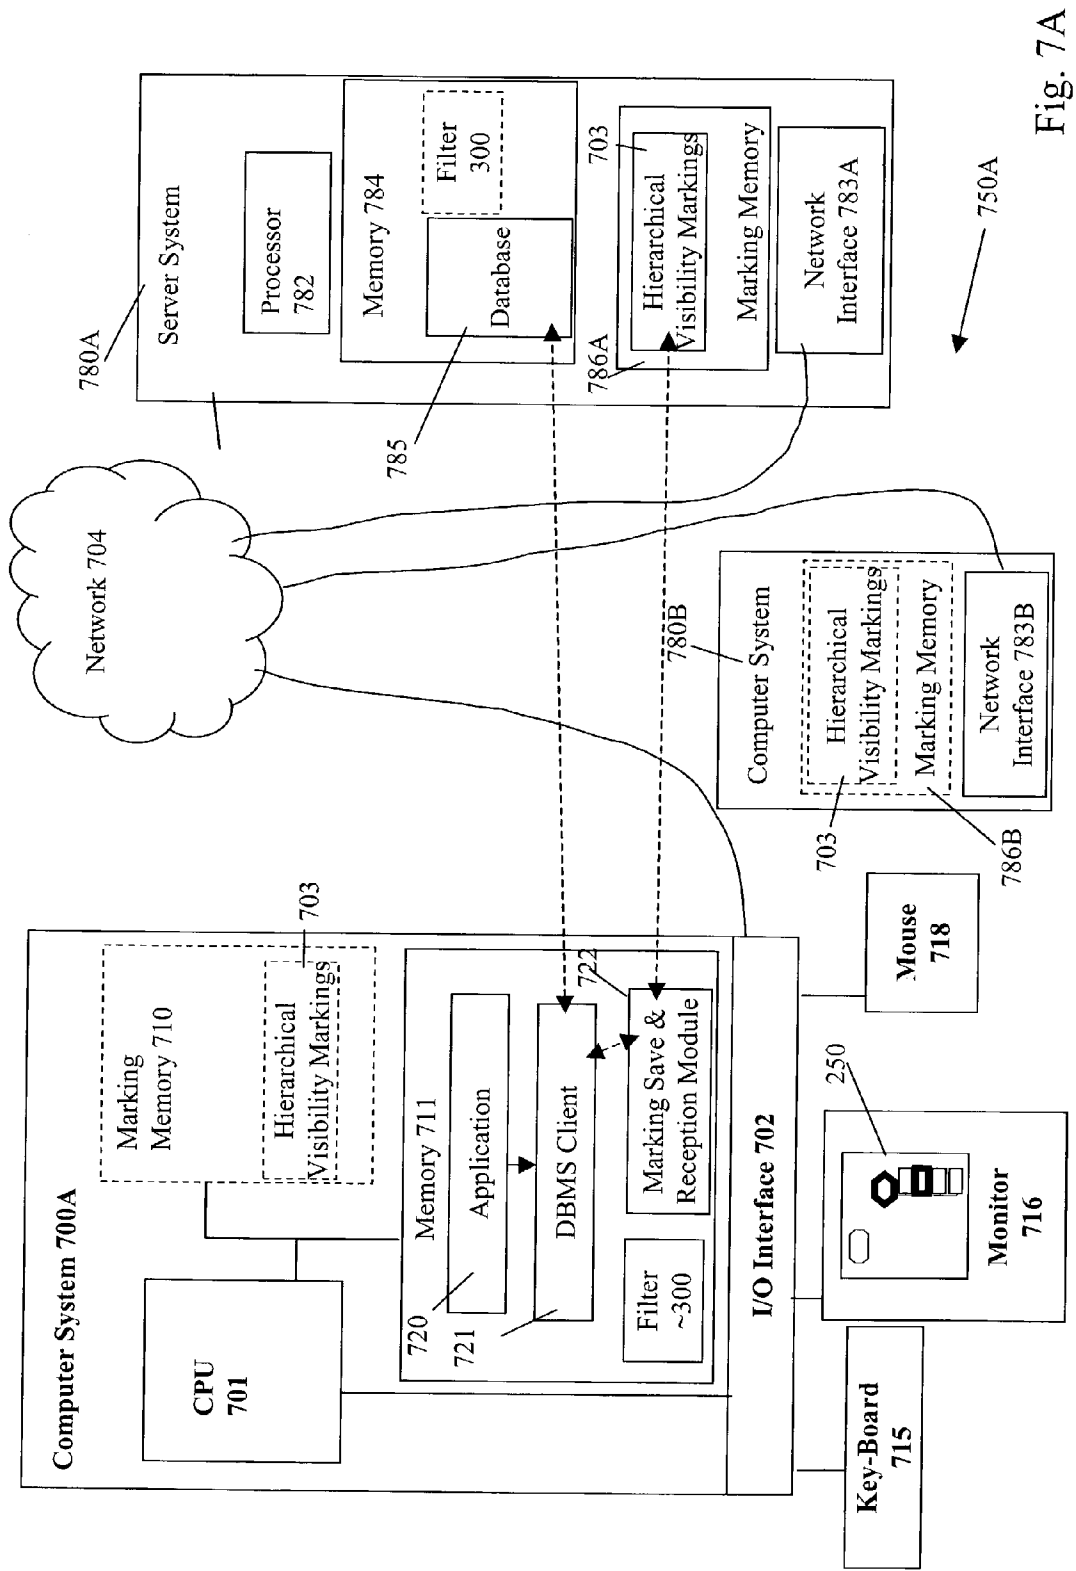 Computer System 700A
CPU
701
Marking
Memory 710
Hierarchical
Visibility Markings
703
Memory 711
Application
720
DBMS Client
721
Marking Save &
Reception Module
722
Filter
~300
I/O Interface 702
Key-Board
715
Monitor
716
250
Mouse
718
Network 704
780B
Computer System
Hierarchical
Visibility Markings
Marking Memory
703
786B
Network
Interface 783B
780A
Server System
Processor
782
Memory 784
Filter
300
Database
785
703
Hierarchical
Visibility Markings
Marking Memory
786A
Network
Interface 783A
750A
Fig. 7A